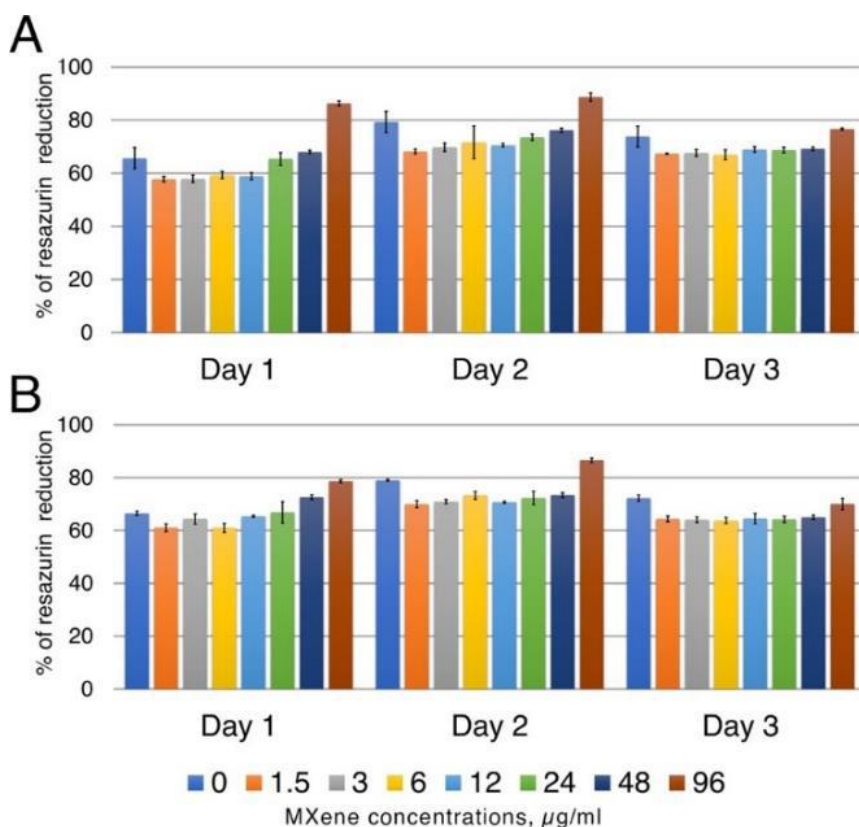 A
% of resazurin reduction
100
80
60
40
20
0
Day 1 Day 2 Day 3
B
% of resazurin reduction
100
80
60
40
20
0
Day 1 Day 2 Day 3
0 1.5 3 6 12 24 48 96
MXene concentrations, µg/ml